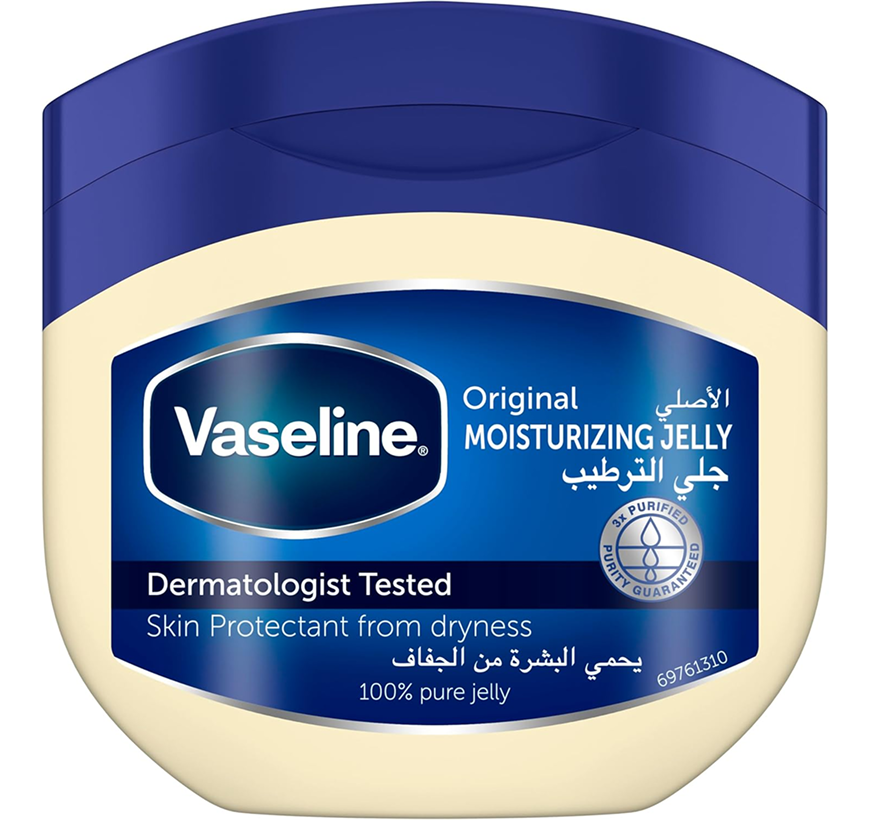 Vaseline®
Original الأصلي
MOISTURIZING JELLY
جلي الترطيب
3x PURIFIED
PURITY GUARANTEED
Dermatologist Tested
Skin Protectant from dryness
يحمي البشرة من الجفاف
100% pure jelly
69761310